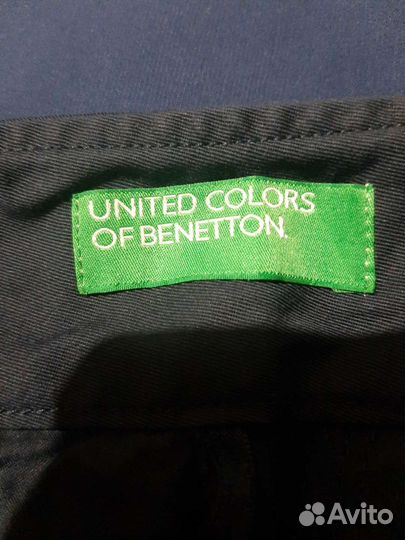 UNITED COLORS
OF BENETTON.
Avito